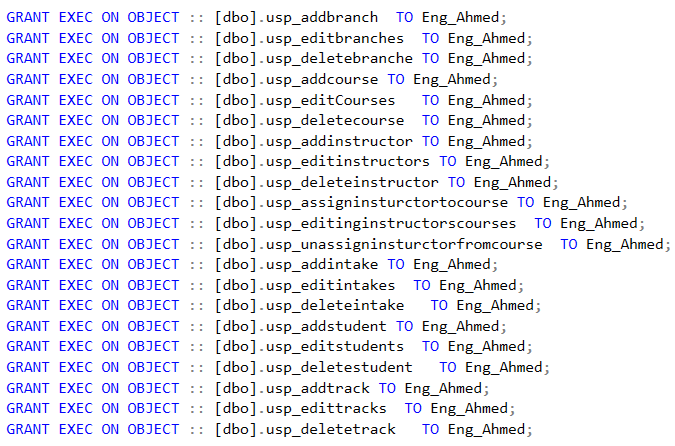 GRANT EXEC ON OBJECT :: [dbo].usp_addbranch  TO Eng_Ahmed;
GRANT EXEC ON OBJECT :: [dbo].usp_editbranches  TO Eng_Ahmed;
GRANT EXEC ON OBJECT :: [dbo].usp_deletebranche TO Eng_Ahmed;
GRANT EXEC ON OBJECT :: [dbo].usp_addcourse TO Eng_Ahmed;
GRANT EXEC ON OBJECT :: [dbo].usp_editCourses   TO Eng_Ahmed;
GRANT EXEC ON OBJECT :: [dbo].usp_deletecourse  TO Eng_Ahmed;
GRANT EXEC ON OBJECT :: [dbo].usp_addinstructor TO Eng_Ahmed;
GRANT EXEC ON OBJECT :: [dbo].usp_editinstructors TO Eng_Ahmed;
GRANT EXEC ON OBJECT :: [dbo].usp_deleteinstructor TO Eng_Ahmed;
GRANT EXEC ON OBJECT :: [dbo].usp_assigninsturctortocourse TO Eng_Ahmed;
GRANT EXEC ON OBJECT :: [dbo].usp_editinginstructorscourses  TO Eng_Ahmed;
GRANT EXEC ON OBJECT :: [dbo].usp_unassigninsturctorfromcourse  TO Eng_Ahmed;
GRANT EXEC ON OBJECT :: [dbo].usp_addintake TO Eng_Ahmed;
GRANT EXEC ON OBJECT :: [dbo].usp_editintakes  TO Eng_Ahmed;
GRANT EXEC ON OBJECT :: [dbo].usp_deleteintake   TO Eng_Ahmed;
GRANT EXEC ON OBJECT :: [dbo].usp_addstudent TO Eng_Ahmed;
GRANT EXEC ON OBJECT :: [dbo].usp_editstudents  TO Eng_Ahmed;
GRANT EXEC ON OBJECT :: [dbo].usp_deletestudent   TO Eng_Ahmed;
GRANT EXEC ON OBJECT :: [dbo].usp_addtrack TO Eng_Ahmed;
GRANT EXEC ON OBJECT :: [dbo].usp_edittracks  TO Eng_Ahmed;
GRANT EXEC ON OBJECT :: [dbo].usp_deletetrack   TO Eng_Ahmed;